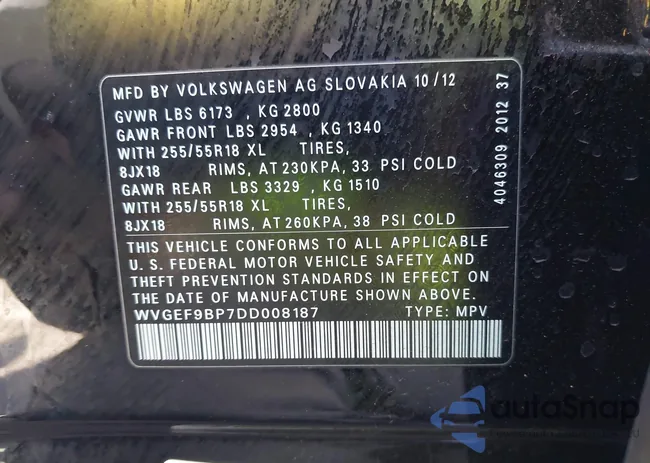 MFD BY VOLKSWAGEN AG SLOVAKIA 10/12
GVWR LBS 6173 , KG 2800
GAWR FRONT LBS 2954 , KG 1340
WITH 255/55R18 XL TIRES,
8JX18 RIMS, AT 230KPA, 33 PSI COLD
GAWR REAR LBS 3329 , KG 1510
WITH 255/55R18 XL TIRES,
8JX18 RIMS, AT 260KPA, 38 PSI COLD
THIS VEHICLE CONFORMS TO ALL APPLICABLE
U. S. FEDERAL MOTOR VEHICLE SAFETY AND
THEFT PREVENTION STANDARDS IN EFFECT ON
THE DATE OF MANUFACTURE SHOWN ABOVE.
WVGEF9BP7DD008187 TYPE: MPV
4046309 2012 37
autoSnap